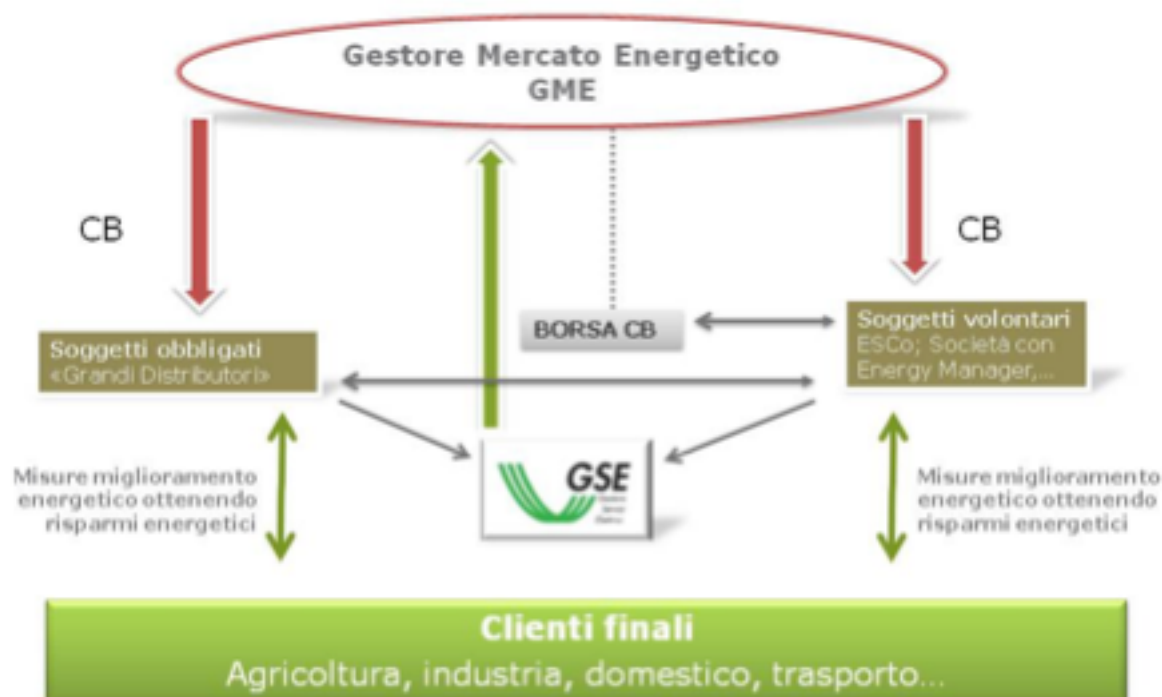 Gestore Mercato Energetico
GME
CB
CB
BORSA CB
Soggetti obbligati
«Grandi Distributori»
Soggetti volontari
ESCo; Società con
Energy Manager,...
GSE
Misure miglioramento
energetico ottenendo
risparmi energetici
Misure miglioramento
energetico ottenendo
risparmi energetici
Clienti finali
Agricoltura, industria, domestico, trasporto...